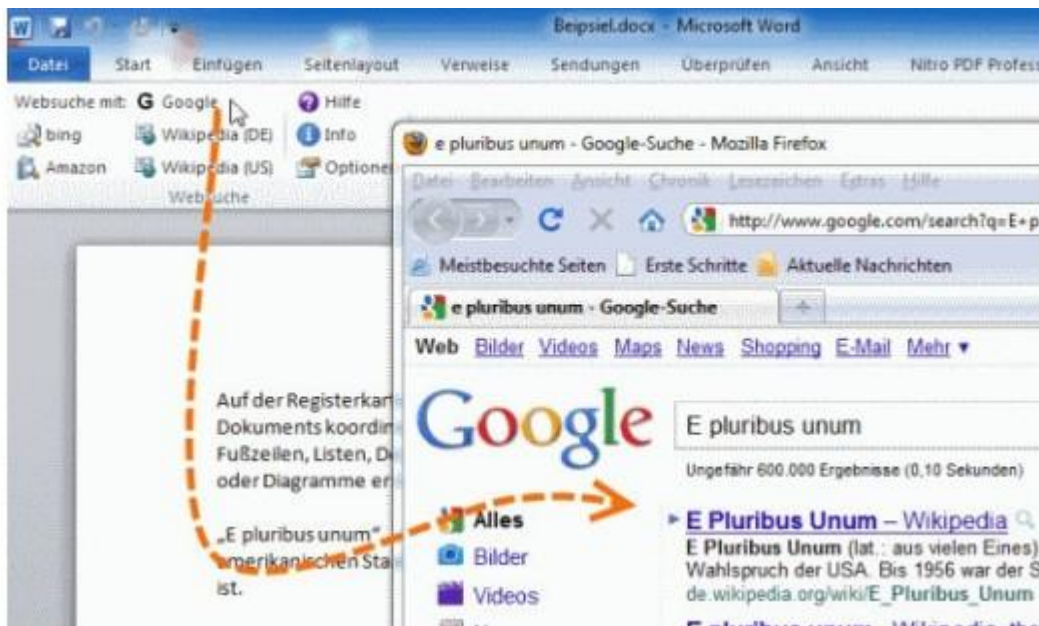 Beipsiel.docx - Microsoft Word
Datei Start Einfügen Seitenlayout Verweise Sendungen Überprüfen Ansicht Nitro PDF Profess
Websuche mit: G Google Hilfe
bing Wikipedia (DE) Info
Amazon Wikipedia (US) Optionen
Websuche
e pluribus unum - Google-Suche - Mozilla Firefox
Datei Bearbeiten Ansicht Chronik Lesezeichen Extras Hilfe
http://www.google.com/search?q=E+p
Meistbesuchte Seiten Erste Schritte Aktuelle Nachrichten
e pluribus unum - Google-Suche
Web Bilder Videos Maps News Shopping E-Mail Mehr ▼
Google
E pluribus unum
Ungefähr 600.000 Ergebnisse (0,10 Sekunden)
Alles
Bilder
Videos
E Pluribus Unum – Wikipedia
E Pluribus Unum (lat.: aus vielen Eines)
Wahlspruch der USA. Bis 1956 war der S
de.wikipedia.org/wiki/E_Pluribus_Unum
Auf der Registerkar
Dokuments koordin
Fußzeilen, Listen, De
oder Diagramme er
„E pluribus unum"
amerikanischen Sta
ist.